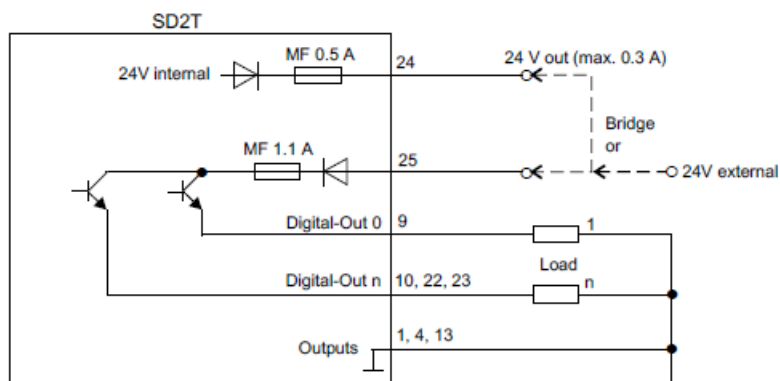 SD2T
24V internal
MF 0.5 A
24
24 V out (max. 0.3 A)
Bridge
or
MF 1.1 A
25
24V external
Digital-Out 0
9
1
Load
Digital-Out n
10, 22, 23
n
Outputs
1, 4, 13